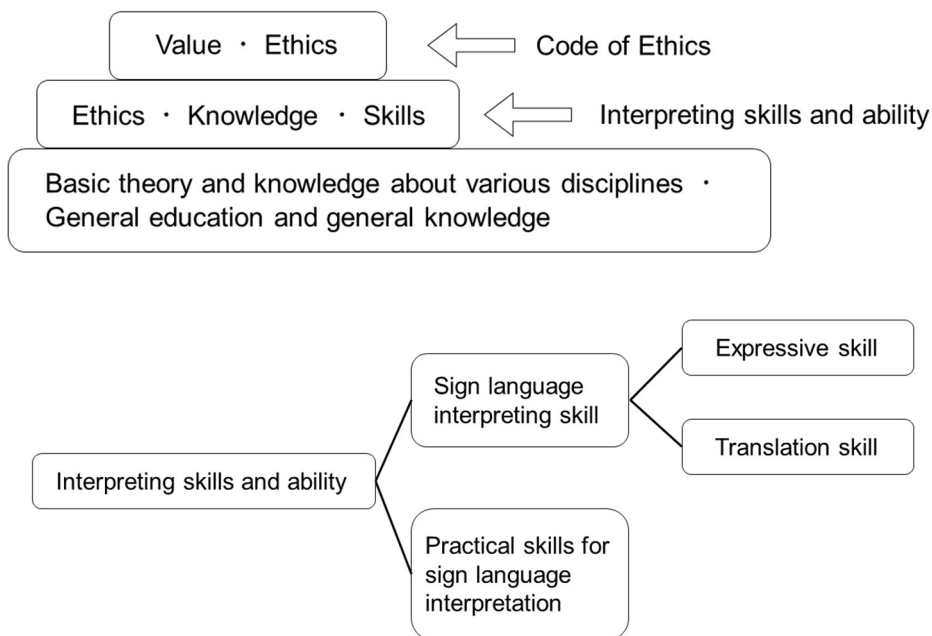 Value ・ Ethics
Code of Ethics
Ethics ・ Knowledge ・ Skills
Interpreting skills and ability
Basic theory and knowledge about various disciplines ・
General education and general knowledge
Expressive skill
Sign language
interpreting skill
Translation skill
Interpreting skills and ability
Practical skills for
sign language
interpretation